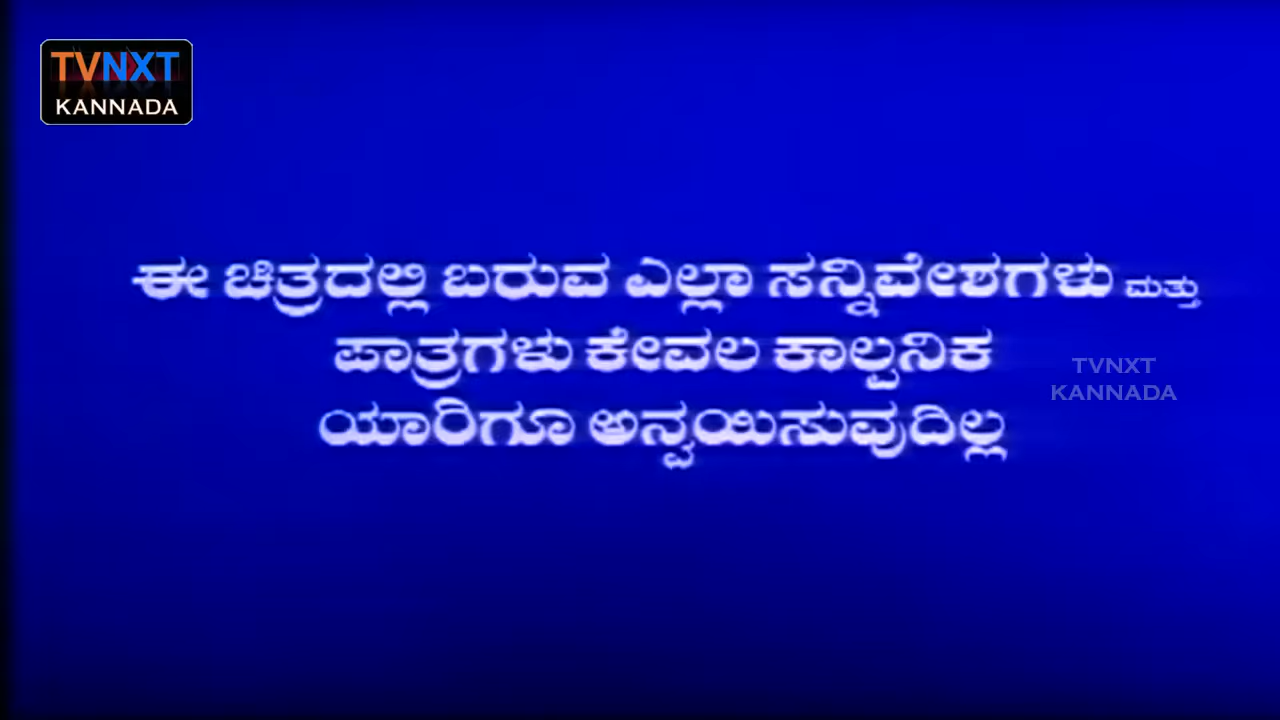 TVNXT
KANNADA
ಈ ಚಿತ್ರದಲ್ಲಿ ಬರುವ ಎಲ್ಲಾ ಸನ್ನಿವೇಶಗಳು ಮತ್ತು
ಪಾತ್ರಗಳು ಕೇವಲ ಕಾಲ್ಪನಿಕ
TVNXT
KANNADA
ಯಾರಿಗೂ ಅನ್ವಯಿಸುವುದಿಲ್ಲ